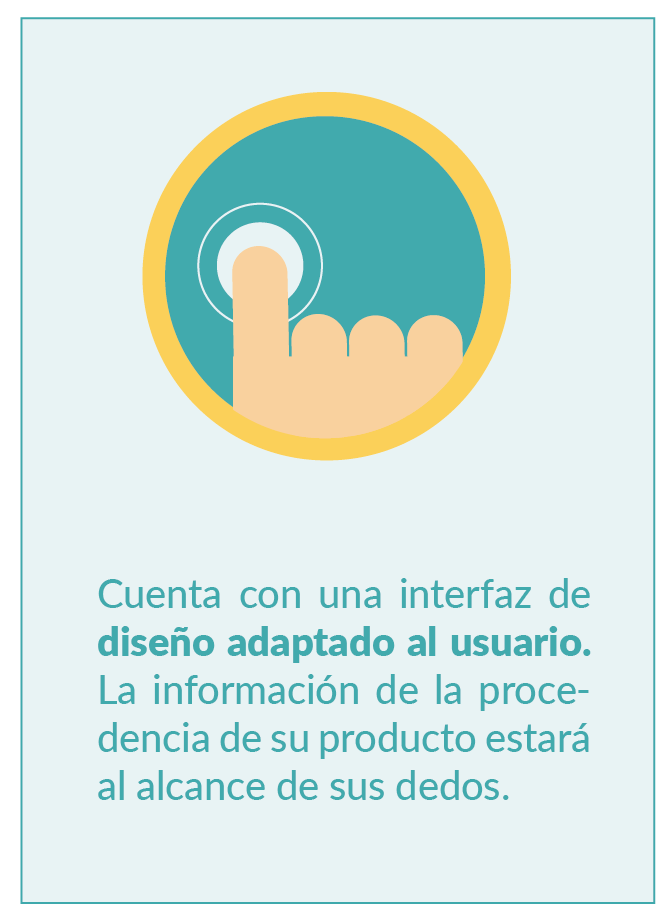 Cuenta con una interfaz de
diseño adaptado al usuario.
La información de la proce-
dencia de su producto estará
al alcance de sus dedos.